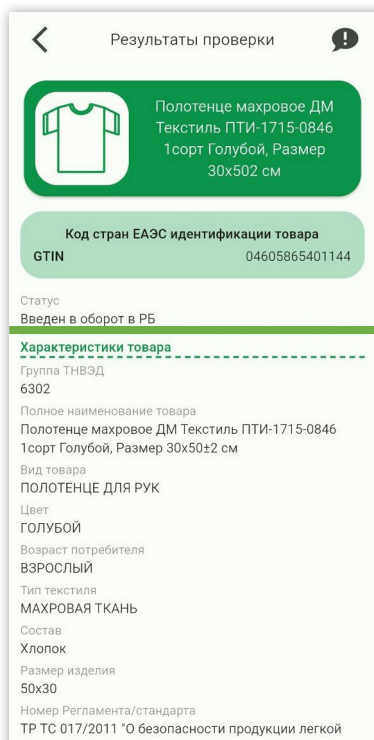 Результаты проверки
Полотенце махровое ДМ
Текстиль ПТИ-1715-0846
1сорт Голубой, Размер
30х502 см
Код стран ЕАЭС идентификации товара
GTIN 04605865401144
Статус
Введен в оборот в РБ
Характеристики товара
Группа ТНВЭД
6302
Полное наименование товара
Полотенце махровое ДМ Текстиль ПТИ-1715-0846
1сорт Голубой, Размер 30х50±2 см
Вид товара
ПОЛОТЕНЦЕ ДЛЯ РУК
Цвет
ГОЛУБОЙ
Возраст потребителя
ВЗРОСЛЫЙ
Тип текстиля
МАХРОВАЯ ТКАНЬ
Состав
Хлопок
Размер изделия
50х30
Номер Регламента/стандарта
ТР ТС 017/2011 "О безопасности продукции легкой